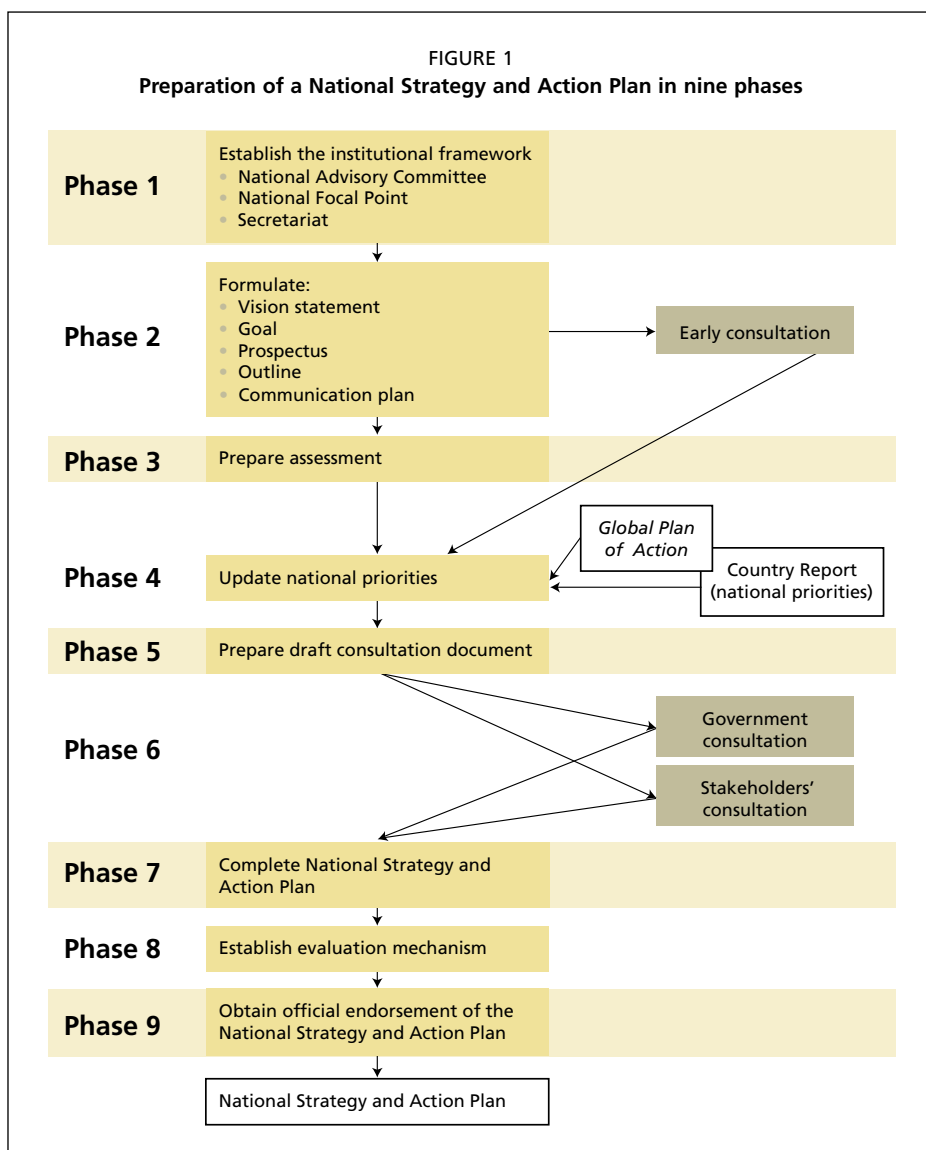 FIGURE 1
Preparation of a National Strategy and Action Plan in nine phases
Phase 1
Establish the institutional framework
• National Advisory Committee
• National Focal Point
• Secretariat
Phase 2
Formulate:
• Vision statement
• Goal
• Prospectus
• Outline
• Communication plan
Early consultation
Phase 3
Prepare assessment
Global Plan
of Action
Country Report
(national priorities)
Phase 4
Update national priorities
Phase 5
Prepare draft consultation document
Phase 6
Government
consultation
Stakeholders'
consultation
Phase 7
Complete National Strategy and
Action Plan
Phase 8
Establish evaluation mechanism
Phase 9
Obtain official endorsement of the
National Strategy and Action Plan
National Strategy and Action Plan